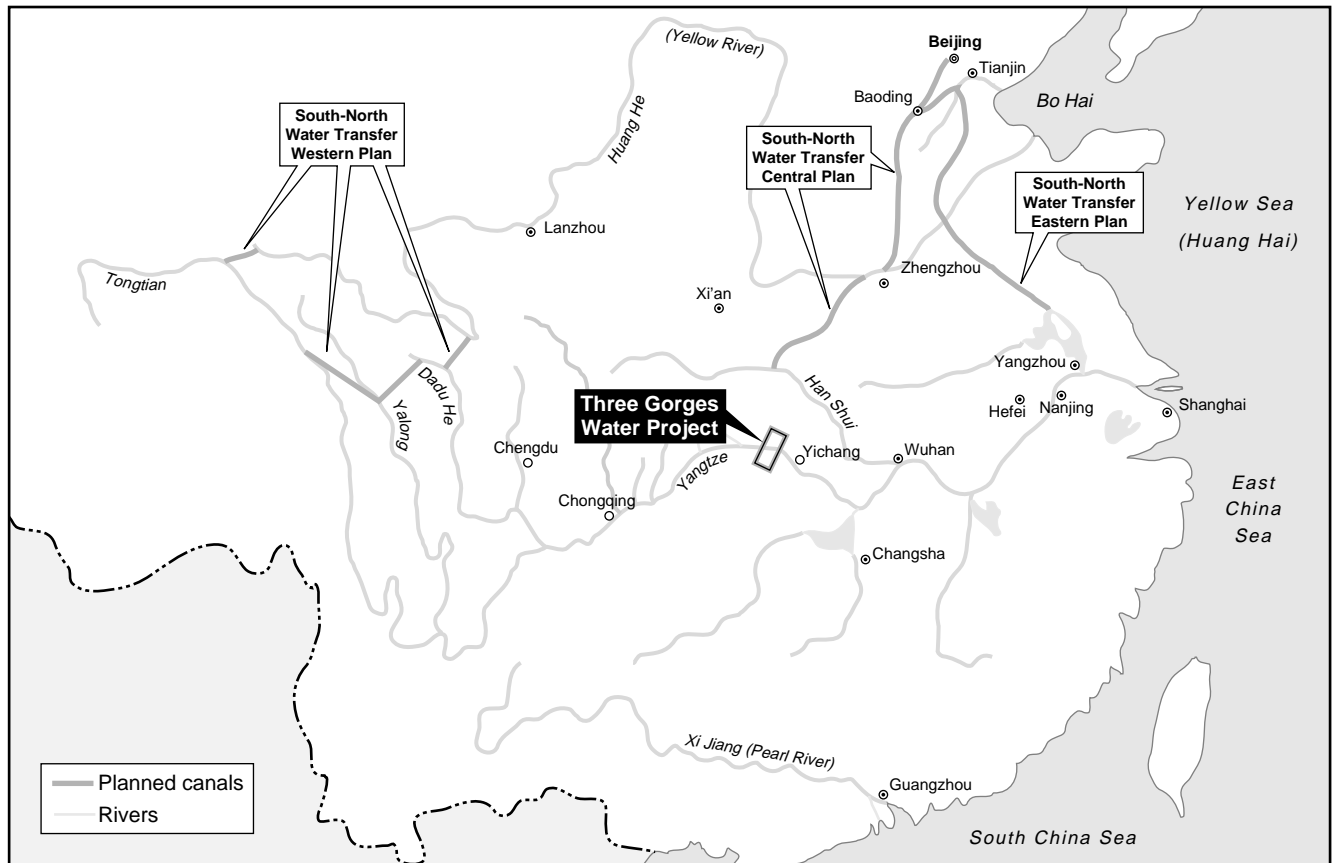 (Yellow River)
Beijing
Tianjin
Baoding
Bo Hai
Huang He
South-North
Water Transfer
Western Plan
South-North
Water Transfer
Central Plan
South-North
Water Transfer
Eastern Plan
Yellow Sea
(Huang Hai)
Lanzhou
Tongtian
Zhengzhou
Xi'an
Yangzhou
Dadu He
Han Shui
Three Gorges
Water Project
Hefei
Nanjing
Shanghai
Yalong
Chengdu
Yangtze
Yichang
Wuhan
Chongqing
East
China
Sea
Changsha
Xi Jiang (Pearl River)
Planned canals
Rivers
Guangzhou
South China Sea